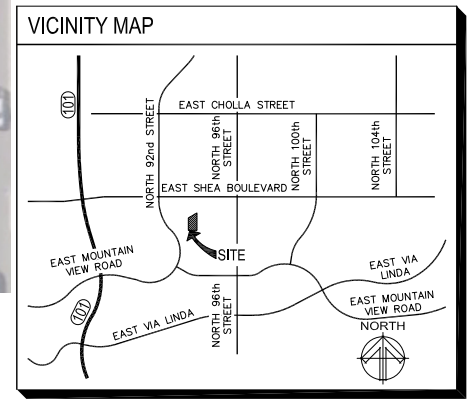 VICINITY MAP
101
EAST CHOLLA STREET
NORTH 92nd STREET
NORTH 96th
STREET
NORTH 100th
STREET
NORTH 104th
STREET
EAST SHEA BOULEVARD
SITE
EAST MOUNTAIN
VIEW ROAD
EAST VIA
LINDA
EAST MOUNTAIN
VIEW ROAD
101
EAST VIA LINDA
NORTH 96th
STREET
NORTH